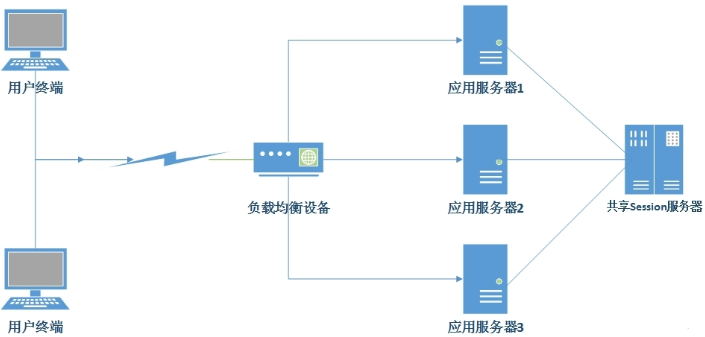 用户终端
应用服务器1
负载均衡设备
应用服务器2
共享Session服务器
用户终端
应用服务器3